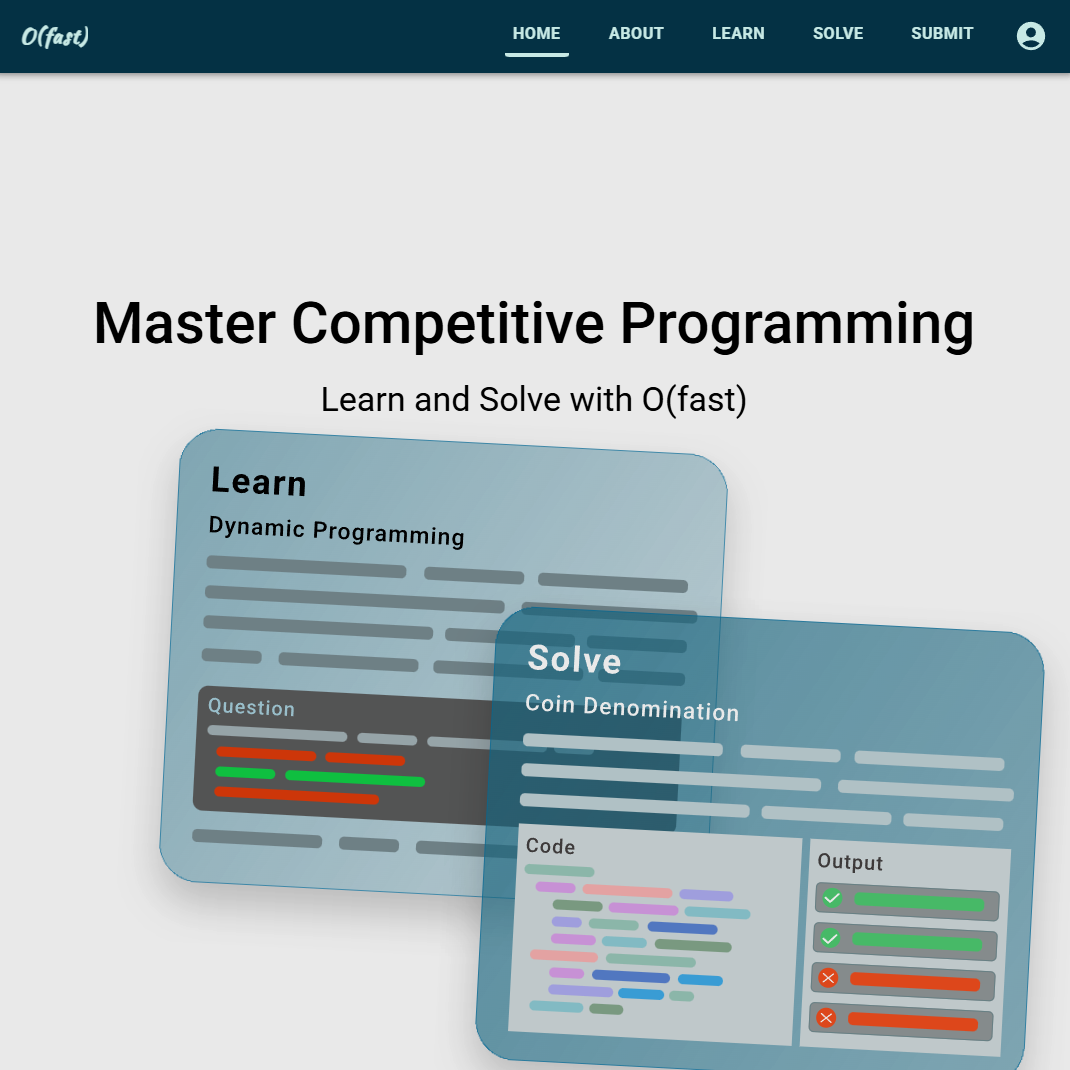 O(fast)
HOME ABOUT LEARN SOLVE SUBMIT
Master Competitive Programming
Learn and Solve with O(fast)
Learn
Dynamic Programming
Question
Solve
Coin Denomination
Code
Output